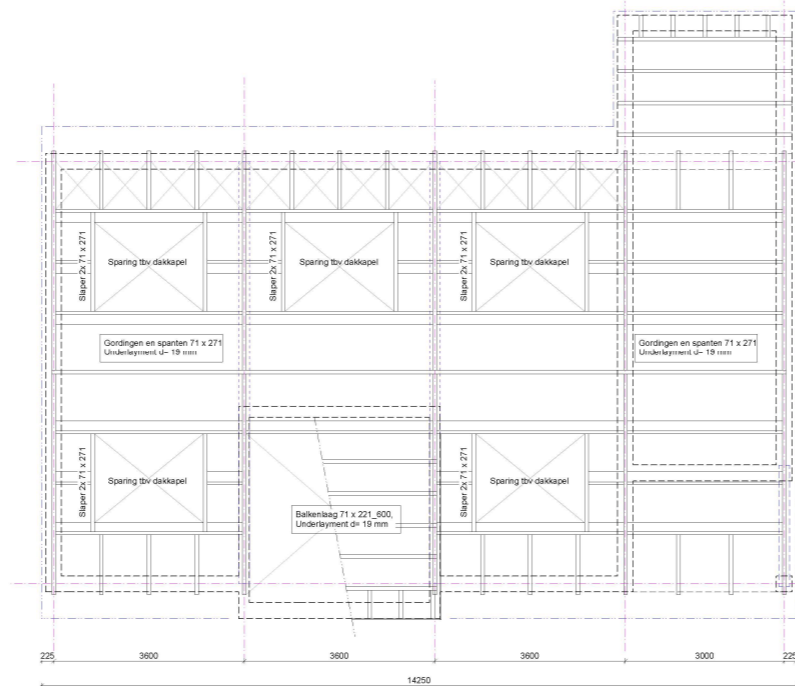 Slaper 2x 71 x 271
Sparing tbv dakkapel
Slaper 2x 71 x 271
Sparing tbv dakkapel
Slaper 2x 71 x 271
Sparing tbv dakkapel
Gordingen en spanten 71 x 271
Underlayment d= 19 mm
Gordingen en spanten 71 x 271
Underlayment d= 19 mm
Slaper 2x 71 x 271
Sparing tbv dakkapel
Balkenlaag 71 x 221_600,
Underlayment d= 19 mm
Slaper 2x 71 x 271
Sparing tbv dakkapel
225 3600 3600 3600 3000 225
14250